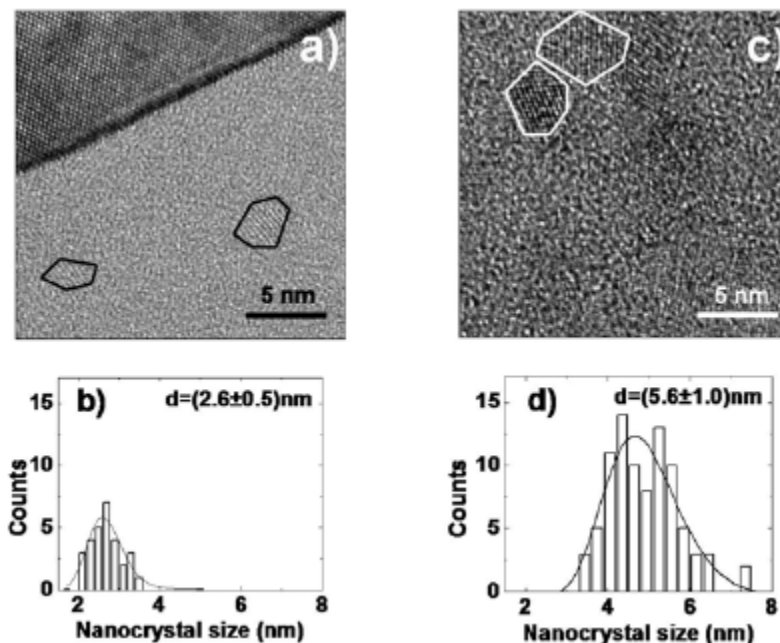 a)
5 nm
c)
5 nm
b)
d=(2.6±0.5)nm
15
10
5
0
Counts
2
4
6
8
Nanocrystal size (nm)
d)
d=(5.6±1.0)nm
15
10
5
0
Counts
2
4
6
8
Nanocrystal size (nm)